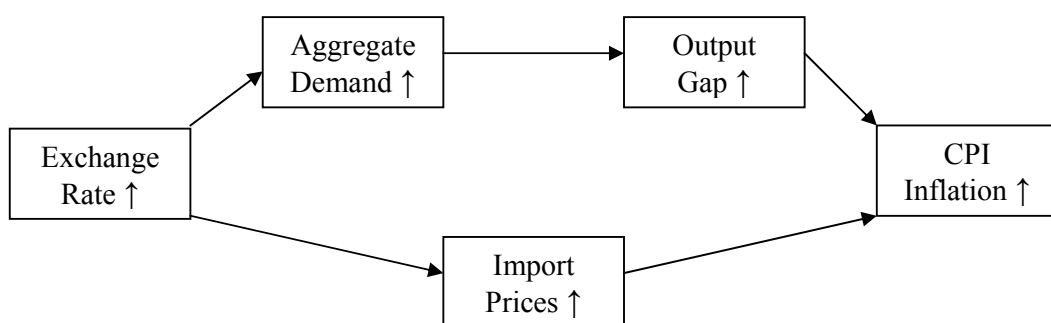 Aggregate
Demand ↑
Output
Gap ↑
Exchange
Rate ↑
CPI
Inflation ↑
Import
Prices ↑